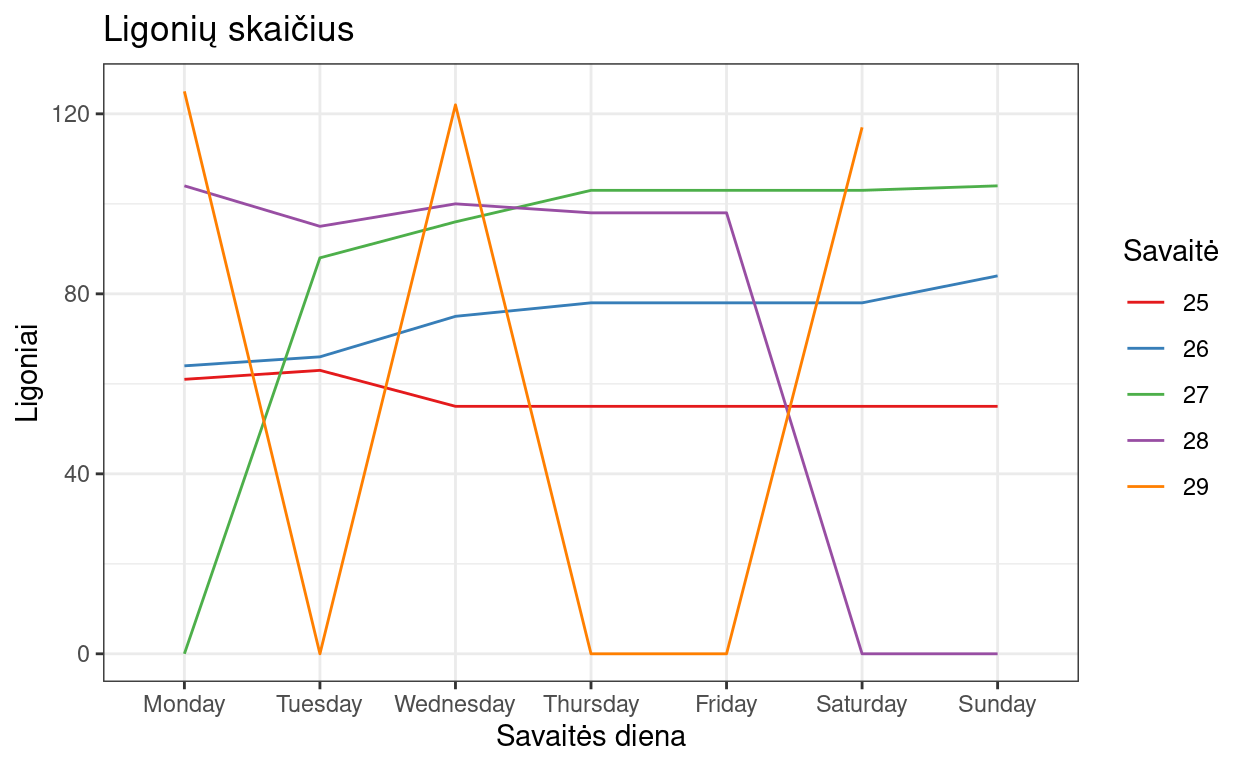 Ligonių skaičius
120
80
40
0
Ligoniai
Monday Tuesday Wednesday Thursday Friday Saturday Sunday
Savaitės diena
Savaitė
25
26
27
28
29